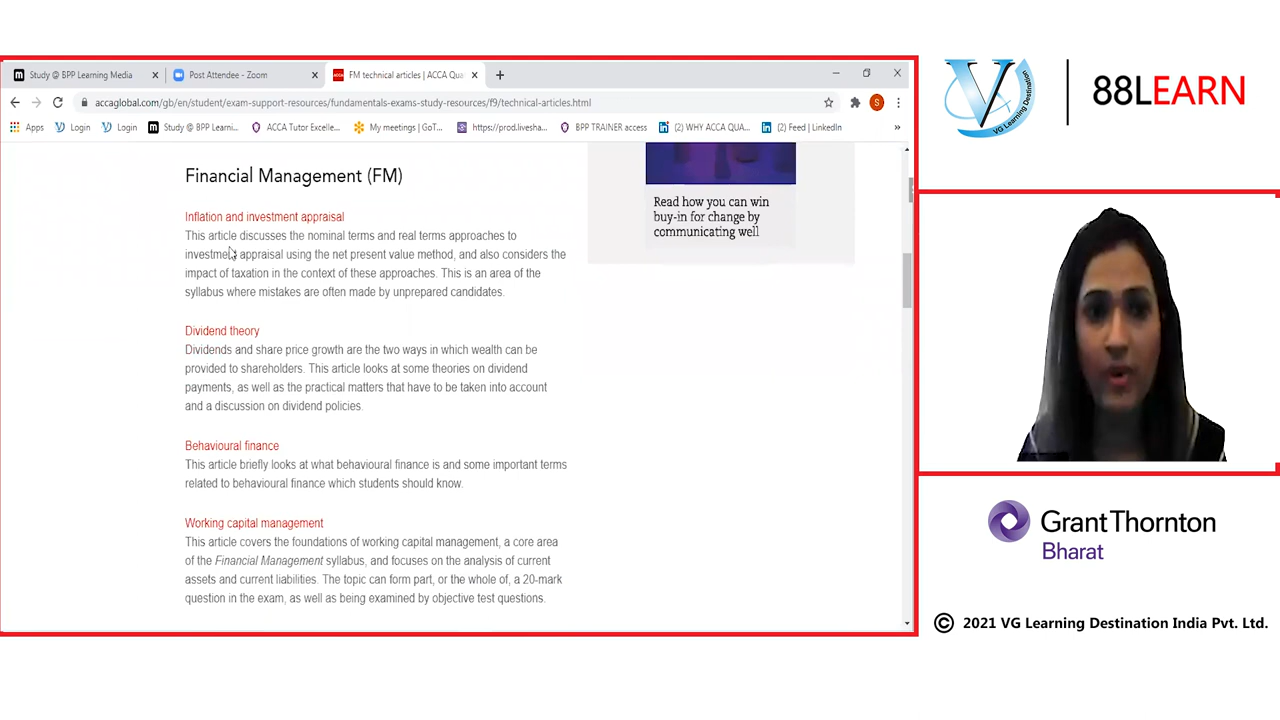 Study @ BPP Learning Media
Post Attendee - Zoom
FM technical articles | ACCA Qua
accaglobal.com/gb/en/student/exam-support-resources/fundamentals-exams-study-resources/f9/technical-articles.html
S
Apps
Login
Login
Study @ BPP Learni...
ACCA Tutor Excelle...
My meetings | GoT...
https://prod.livesha...
BPP TRAINER access
(2) WHY ACCA QUA...
(2) Feed | LinkedIn
»
Financial Management (FM)
Inflation and investment appraisal
This article discusses the nominal terms and real terms approaches to
investment appraisal using the net present value method, and also considers the
impact of taxation in the context of these approaches. This is an area of the
syllabus where mistakes are often made by unprepared candidates.
Dividend theory
Dividends and share price growth are the two ways in which wealth can be
provided to shareholders. This article looks at some theories on dividend
payments, as well as the practical matters that have to be taken into account
and a discussion on dividend policies.
Behavioural finance
This article briefly looks at what behavioural finance is and some important terms
related to behavioural finance which students should know.
Working capital management
This article covers the foundations of working capital management, a core area
of the Financial Management syllabus, and focuses on the analysis of current
assets and current liabilities. The topic can form part, or the whole of, a 20-mark
question in the exam, as well as being examined by objective test questions.
Read how you can win
buy-in for change by
communicating well
V
VG Learning Destination
88LEARN
Grant Thornton
Bharat
© 2021 VG Learning Destination India Pvt. Ltd.